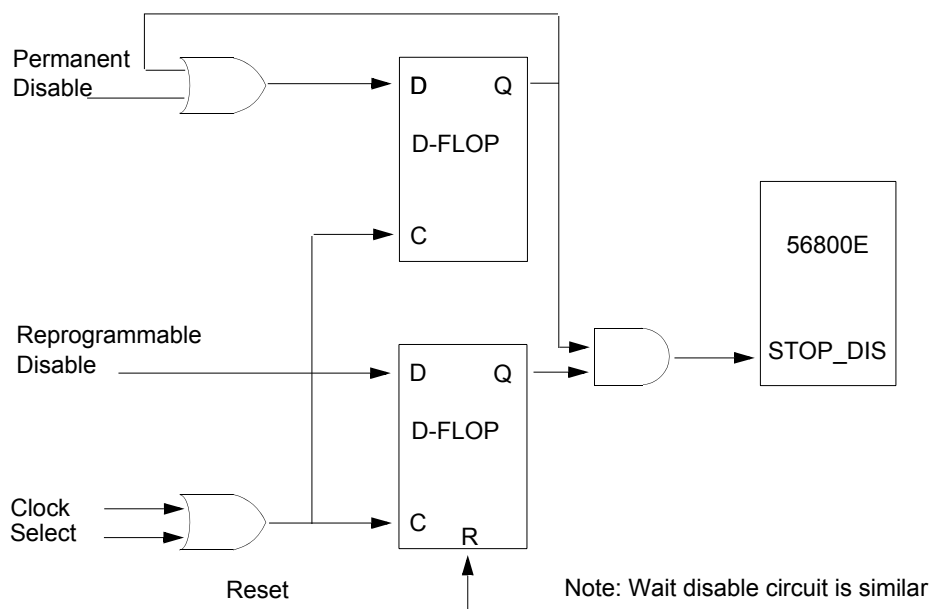 Permanent
Disable
D Q
D-FLOP
C
56800E
STOP_DIS
Reprogrammable
Disable
D Q
D-FLOP
C
R
Clock
Select
Reset
Note: Wait disable circuit is similar